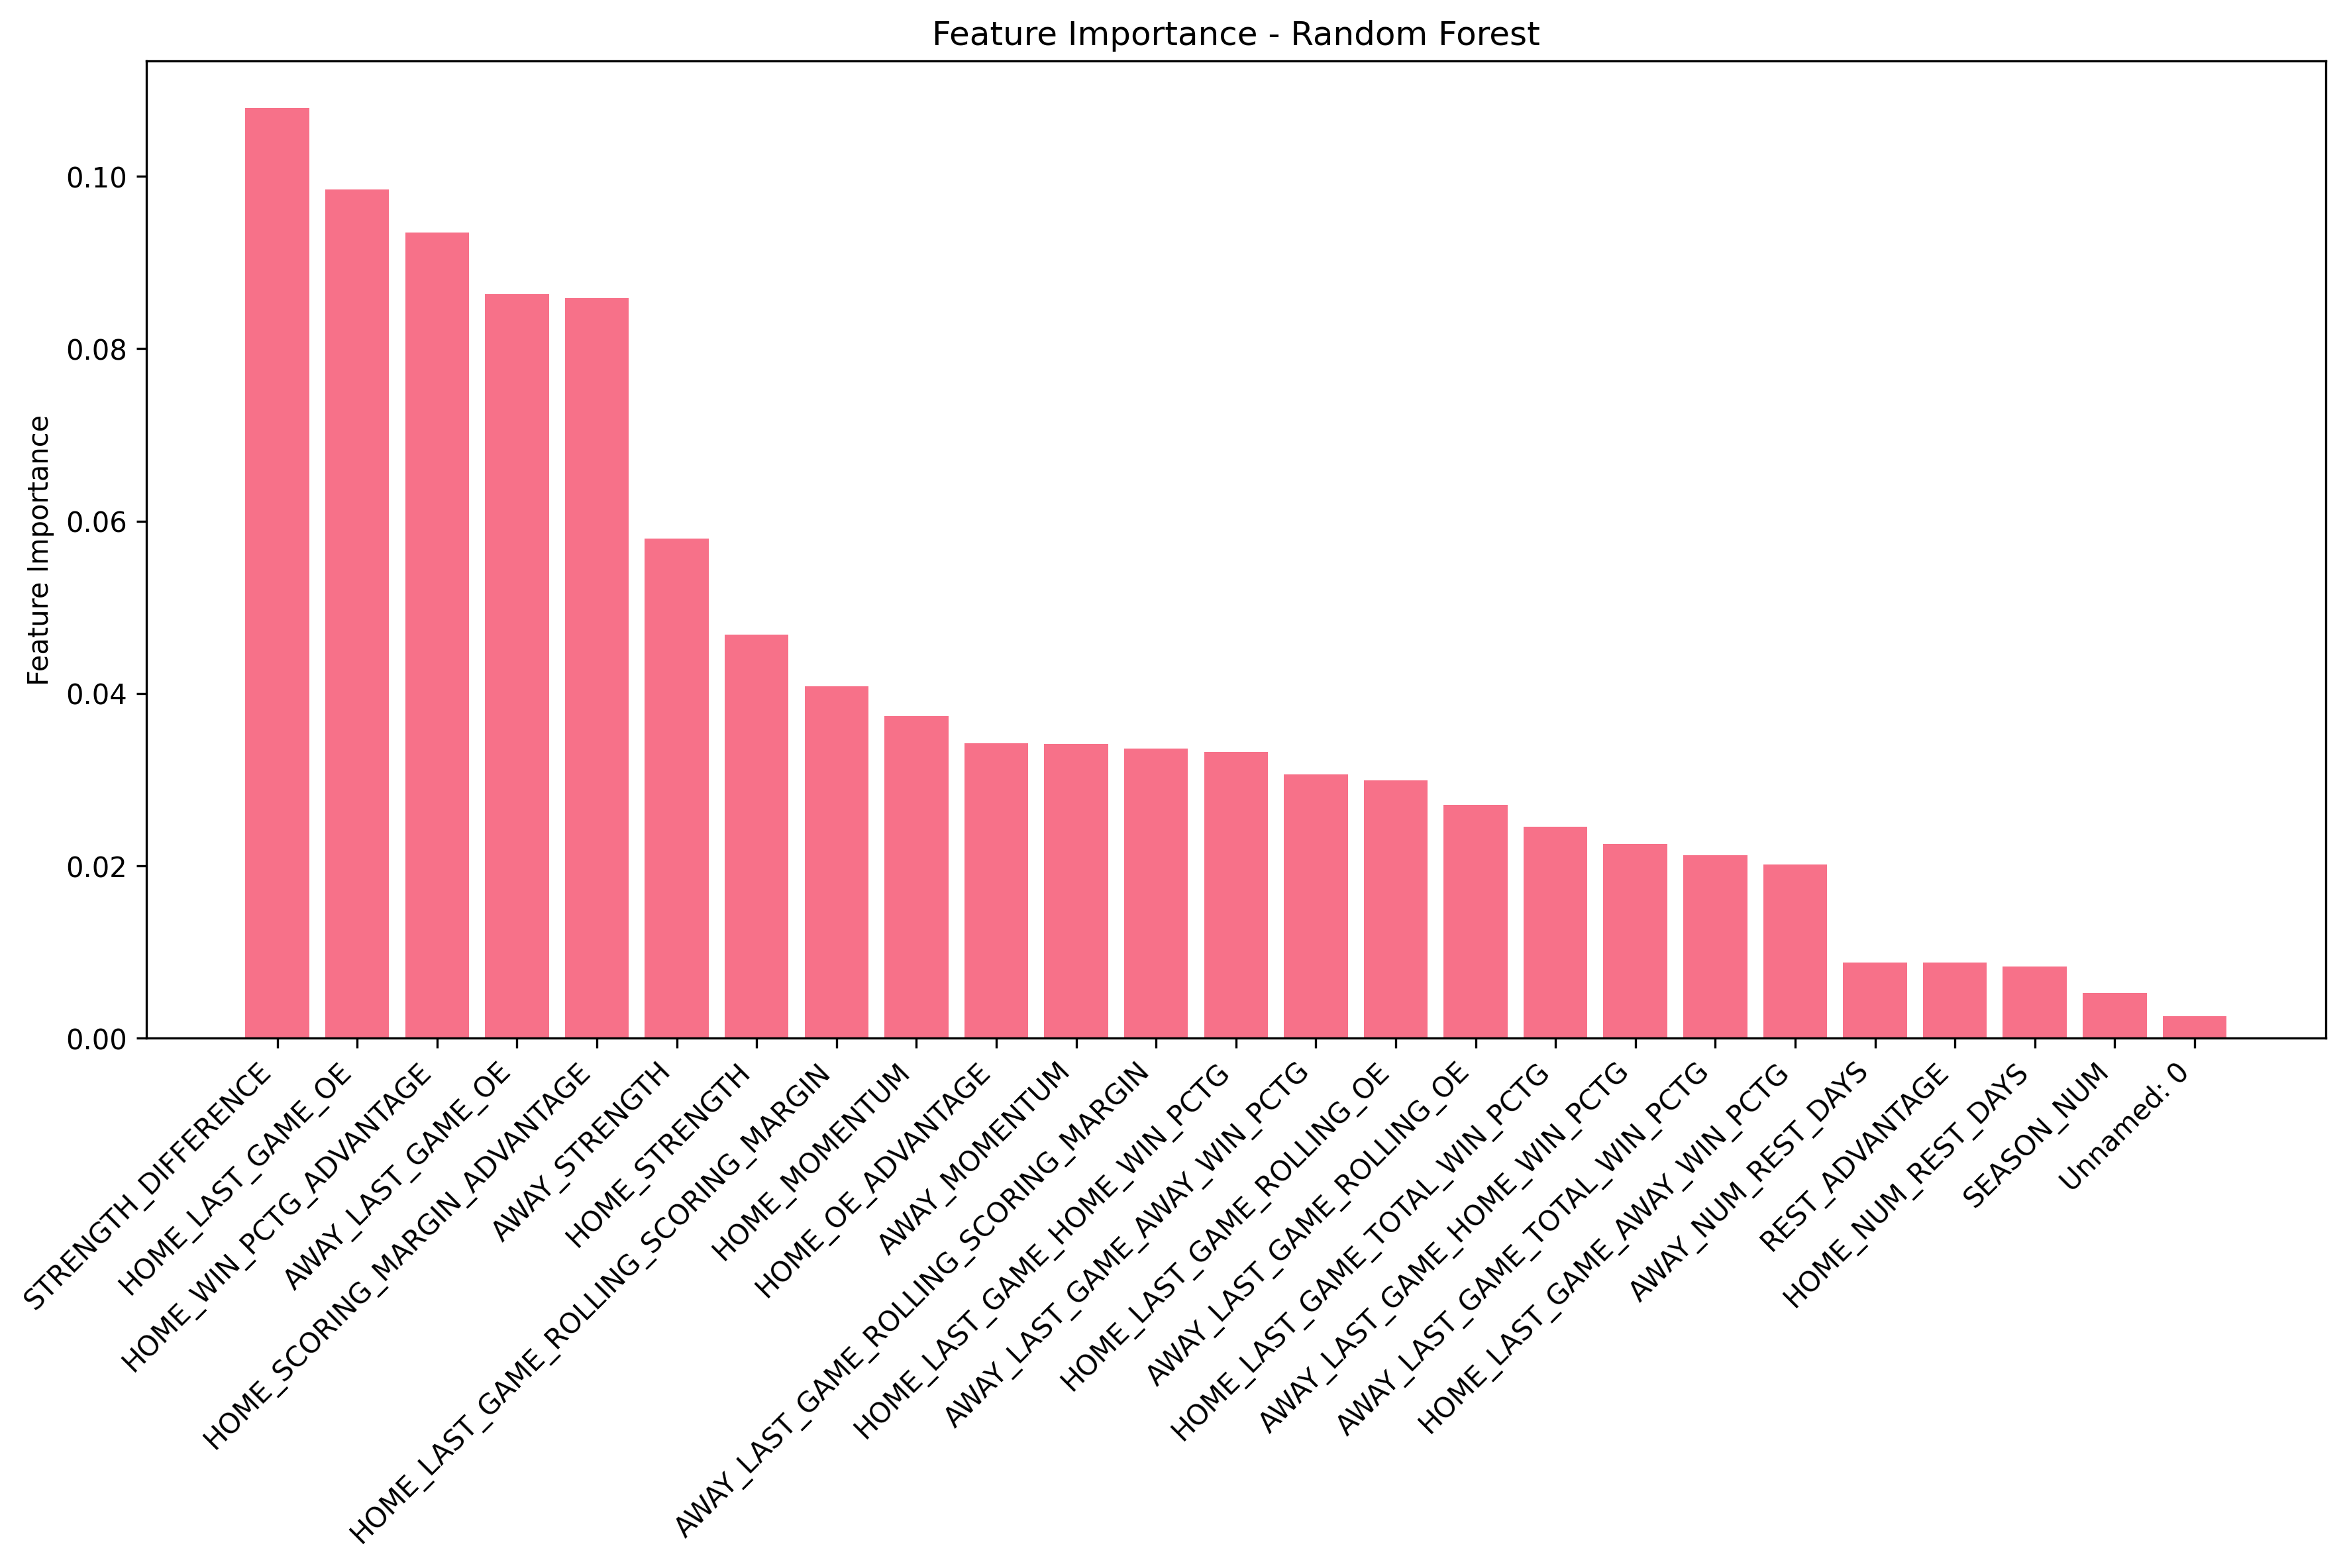 Feature Importance - Random Forest
Feature Importance
0.10
0.08
0.06
0.04
0.02
0.00
STRENGTH_DIFFERENCE
HOME_LAST_GAME_OE
HOME_WIN_PCTG_ADVANTAGE
AWAY_LAST_GAME_OE
HOME_SCORING_MARGIN_ADVANTAGE
AWAY_STRENGTH
HOME_STRENGTH
HOME_LAST_GAME_ROLLING_SCORING_MARGIN
HOME_MOMENTUM
HOME_OE_ADVANTAGE
AWAY_MOMENTUM
AWAY_LAST_GAME_ROLLING_SCORING_MARGIN
HOME_LAST_GAME_HOME_WIN_PCTG
AWAY_LAST_GAME_AWAY_WIN_PCTG
HOME_LAST_GAME_ROLLING_OE
AWAY_LAST_GAME_ROLLING_OE
HOME_LAST_GAME_TOTAL_WIN_PCTG
AWAY_LAST_GAME_HOME_WIN_PCTG
AWAY_LAST_GAME_TOTAL_WIN_PCTG
HOME_LAST_GAME_AWAY_WIN_PCTG
AWAY_NUM_REST_DAYS
REST_ADVANTAGE
HOME_NUM_REST_DAYS
SEASON_NUM
Unnamed: 0